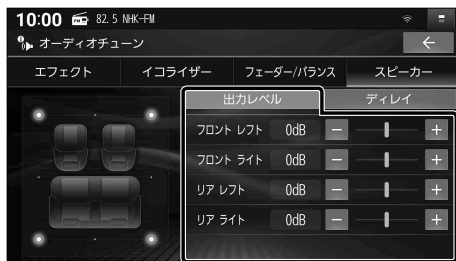 10:00 FM 82.5 NHK-FM
オーディオチューン
エフェクト イコライザー フェーダー/バランス スピーカー
出力レベル ディレイ
フロント レフト 0dB − +
フロント ライト 0dB − +
リア レフト 0dB − +
リア ライト 0dB − +